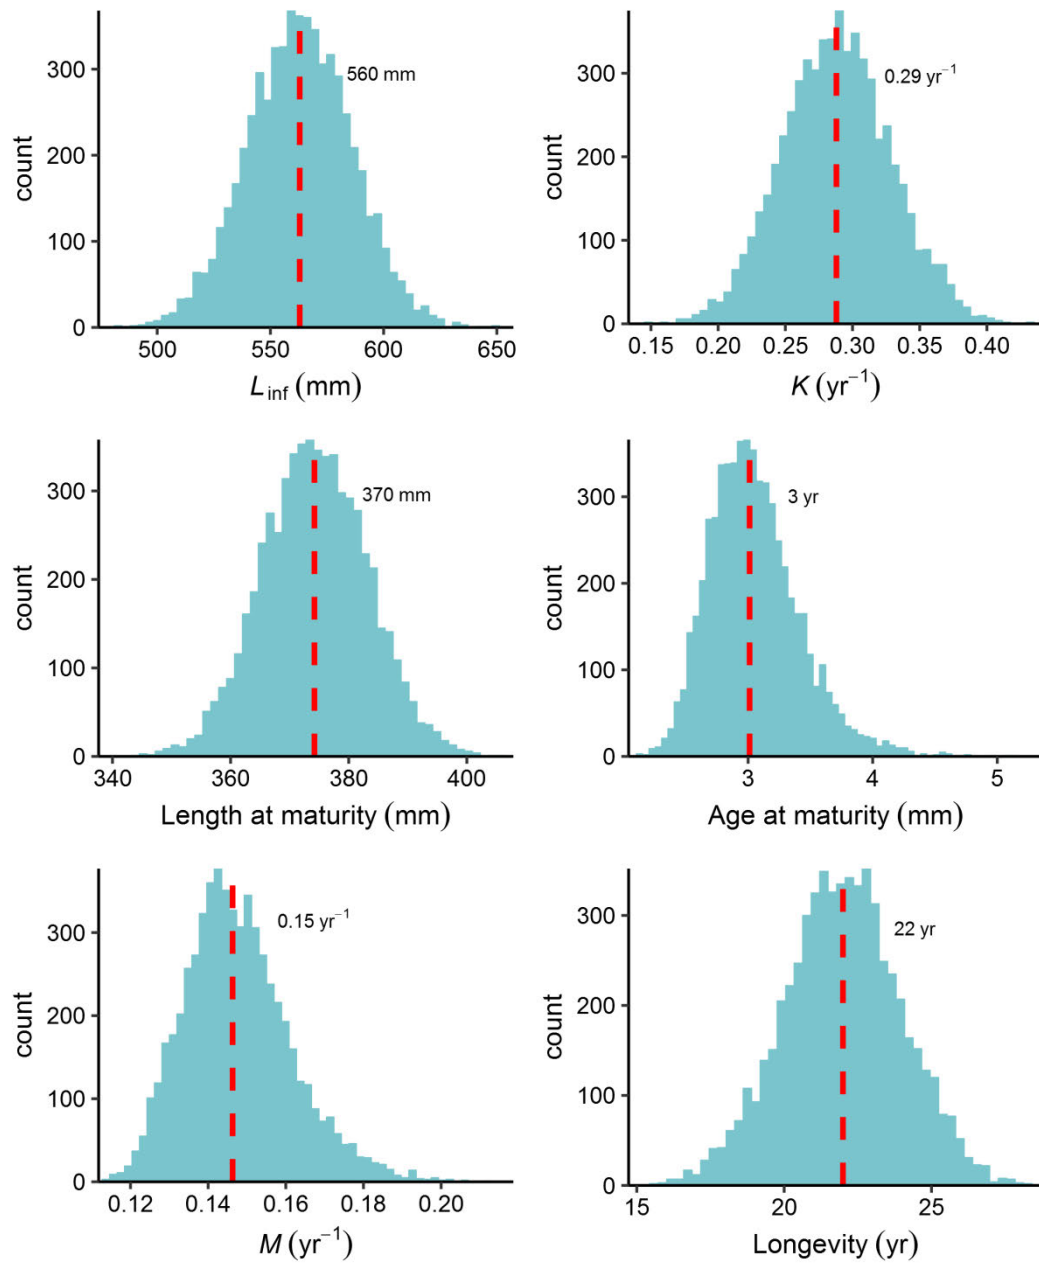 300
200
100
0
count
560 mm
500 550 600 650
L_inf (mm)
300
200
100
0
count
0.29 yr⁻¹
0.15 0.20 0.25 0.30 0.35 0.40
K (yr⁻¹)
300
200
100
0
count
370 mm
340 360 380 400
Length at maturity (mm)
300
200
100
0
count
3 yr
3 4 5
Age at maturity (mm)
300
200
100
0
count
0.15 yr⁻¹
0.12 0.14 0.16 0.18 0.20
M (yr⁻¹)
300
200
100
0
count
22 yr
15 20 25
Longevity (yr)